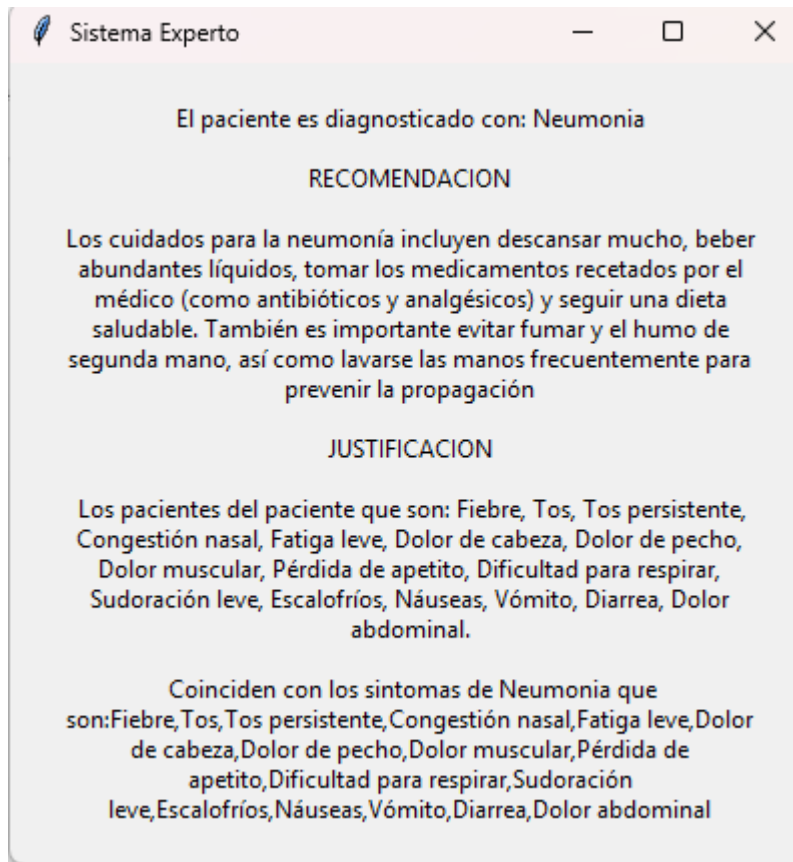 Sistema Experto
El paciente es diagnosticado con: Neumonia
RECOMENDACION
Los cuidados para la neumonía incluyen descansar mucho, beber
abundantes líquidos, tomar los medicamentos recetados por el
médico (como antibióticos y analgésicos) y seguir una dieta
saludable. También es importante evitar fumar y el humo de
segunda mano, así como lavarse las manos frecuentemente para
prevenir la propagación
JUSTIFICACION
Los pacientes del paciente que son: Fiebre, Tos, Tos persistente,
Congestión nasal, Fatiga leve, Dolor de cabeza, Dolor de pecho,
Dolor muscular, Pérdida de apetito, Dificultad para respirar,
Sudoración leve, Escalofríos, Náuseas, Vómito, Diarrea, Dolor
abdominal.
Coinciden con los sintomas de Neumonia que
son:Fiebre,Tos,Tos persistente,Congestión nasal,Fatiga leve,Dolor
de cabeza,Dolor de pecho,Dolor muscular,Pérdida de
apetito,Dificultad para respirar,Sudoración
leve,Escalofríos,Náuseas,Vómito,Diarrea,Dolor abdominal